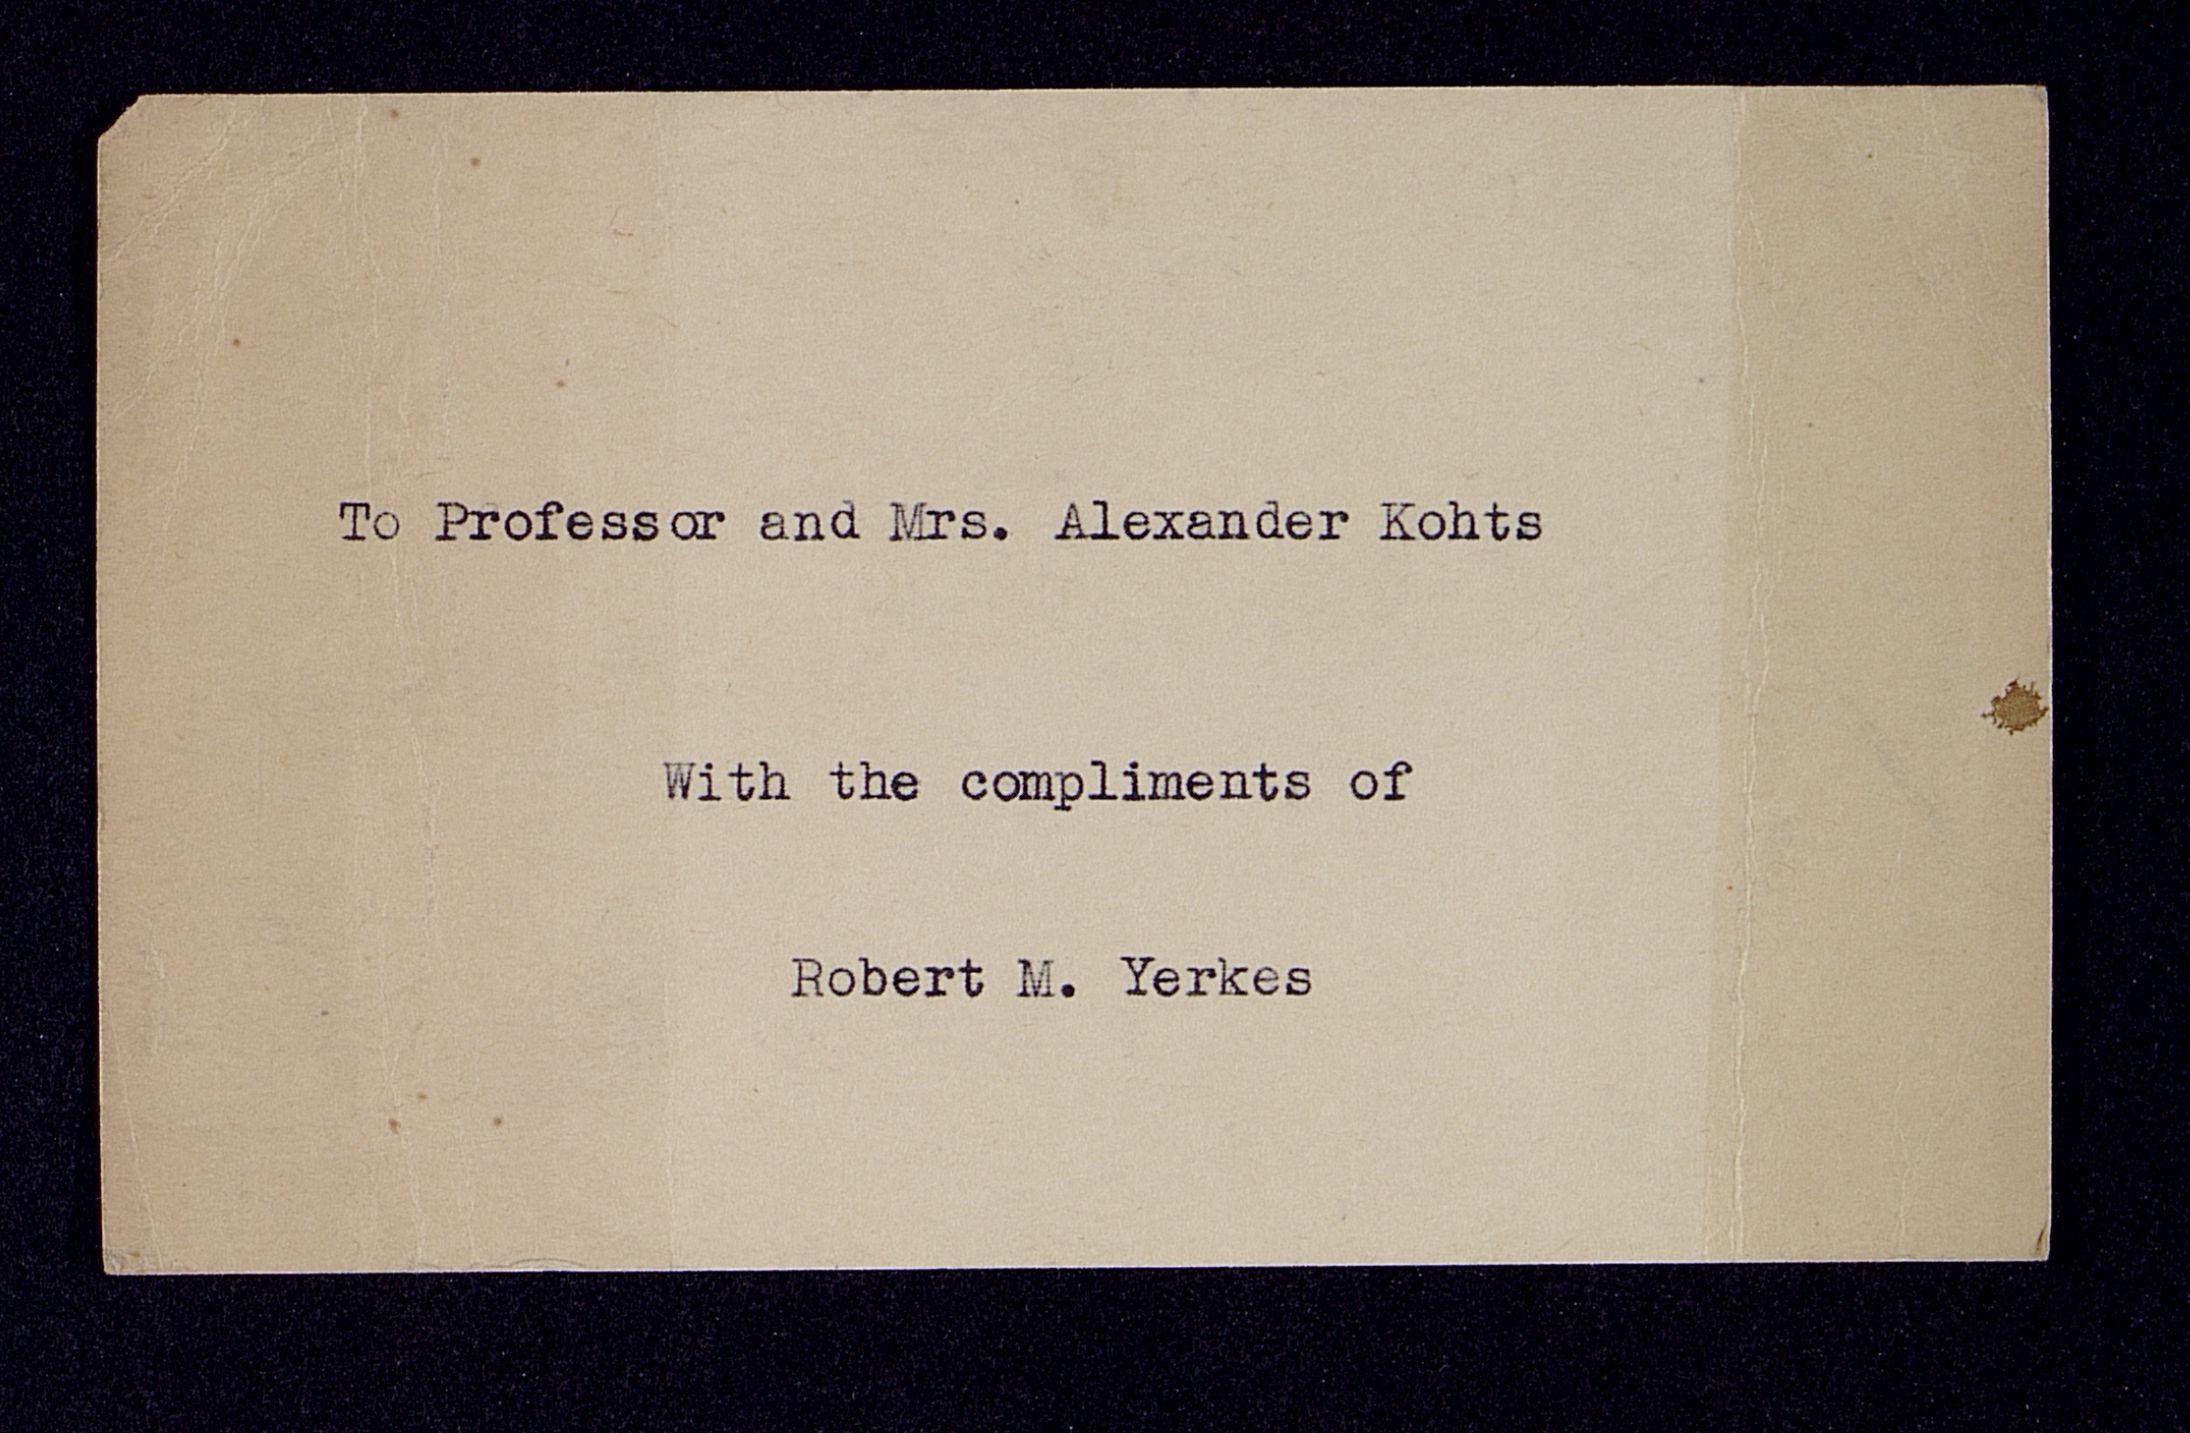 To Professor and Mrs. Alexander Kohts
With the compliments of
Robert M. Yerkes